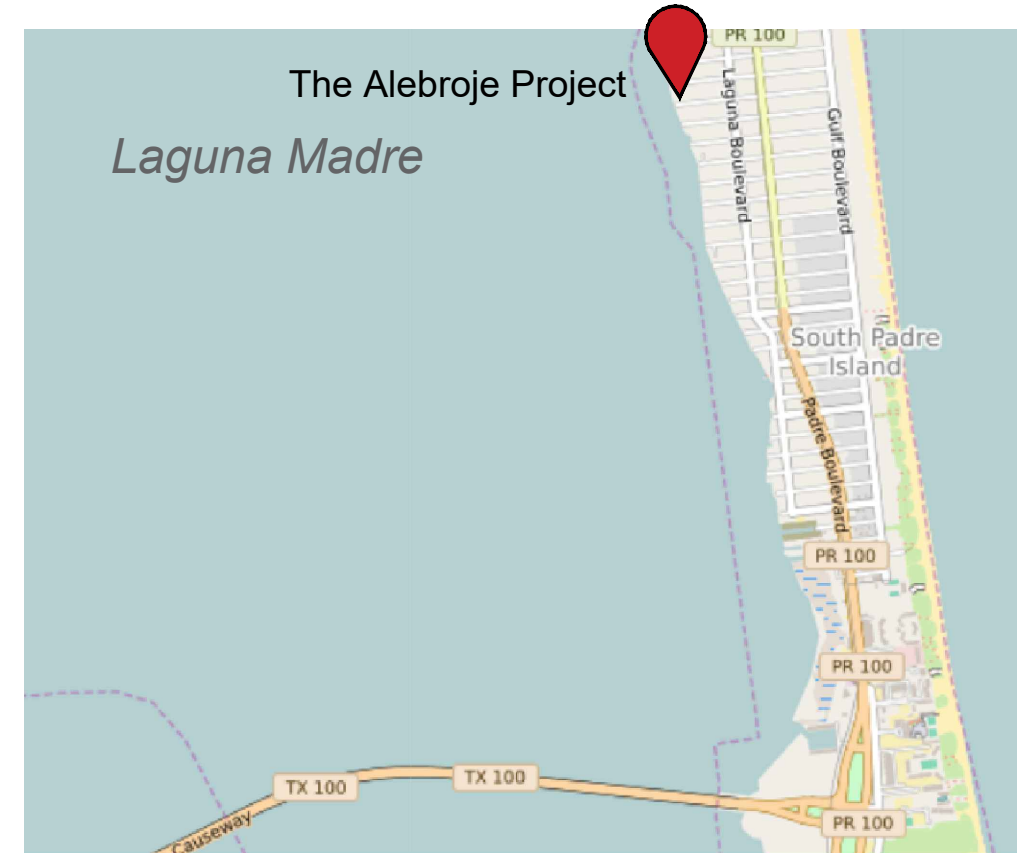 PR 100
The Alebroje Project
Laguna Madre
Laguna Boulevard
Gulf Boulevard
South Padre
Island
Padre Boulevard
PR 100
PR 100
TX 100
TX 100
PR 100
Causeway